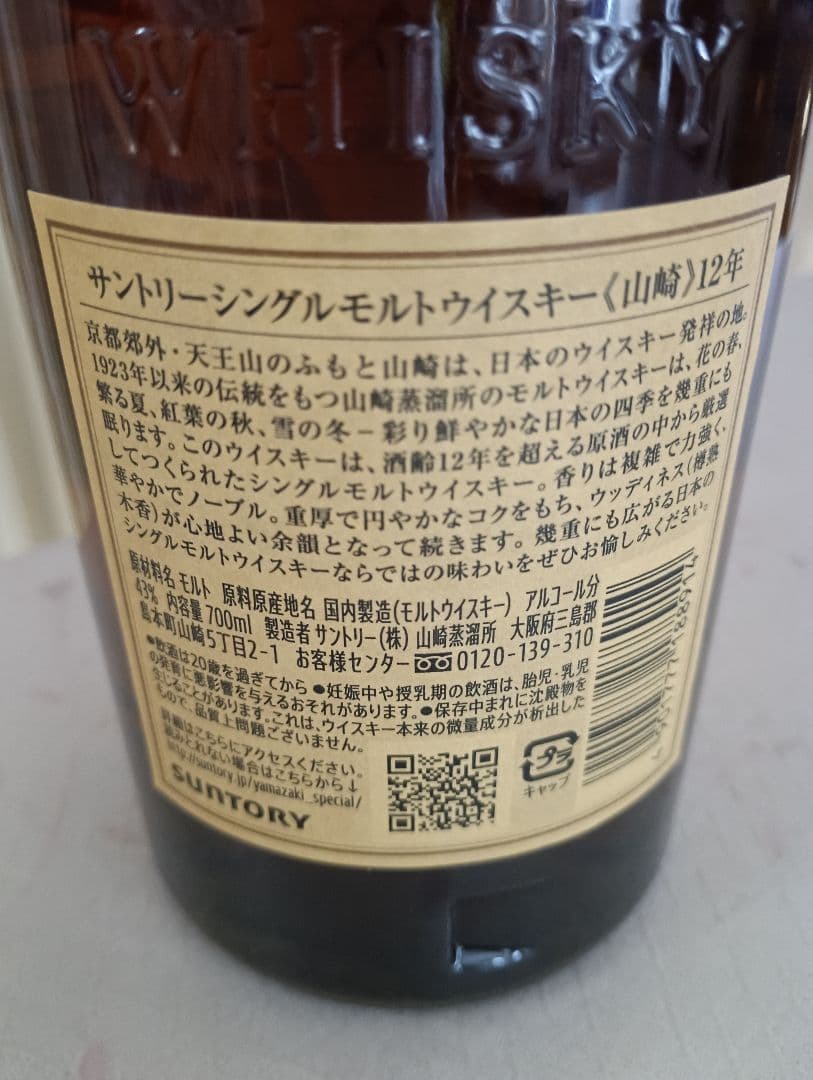 WHISKY
サントリーシングルモルトウイスキー《山崎》12年
京都郊外・天王山のふもと山崎は、日本のウイスキー発祥の地。
1923年以来の伝統をもつ山崎蒸溜所のモルトウイスキーは、花の春、
繁る夏、紅葉の秋、雪の冬－彩り鮮やかな日本の四季を幾重にも
眠ります。このウイスキーは、酒齢12年を超える原酒の中から厳選
してつくられたシングルモルトウイスキー。香りは複雑で力強く、
華やかでノーブル。重厚で円やかなコクをもち、ウッディネス(樽熟
木香)が心地よい余韻となって続きます。幾重にも広がる日本の
シングルモルトウイスキーならではの味わいをぜひお愉しみください。
原材料名 モルト 原料原産地名 国内製造(モルトウイスキー) アルコール分
43% 内容量 700ml 製造者 サントリー(株) 山崎蒸溜所 大阪府三島郡
島本町山崎5丁目2-1 お客様センター 0120-139-310
●飲酒は20歳を過ぎてから ●妊娠中や授乳期の飲酒は、胎児・乳児
の発育に悪影響を与えるおそれがあります。●保存中まれに沈殿物を
生じることがあります。これは、ウイスキー本来の微量成分が析出した
もので、品質上問題ございません。
詳細はこちらにアクセスください。
読みとれない場合はこちらから↓
http://suntory.jp/yamazaki_special/
SUNTORY
プラ
キャップ